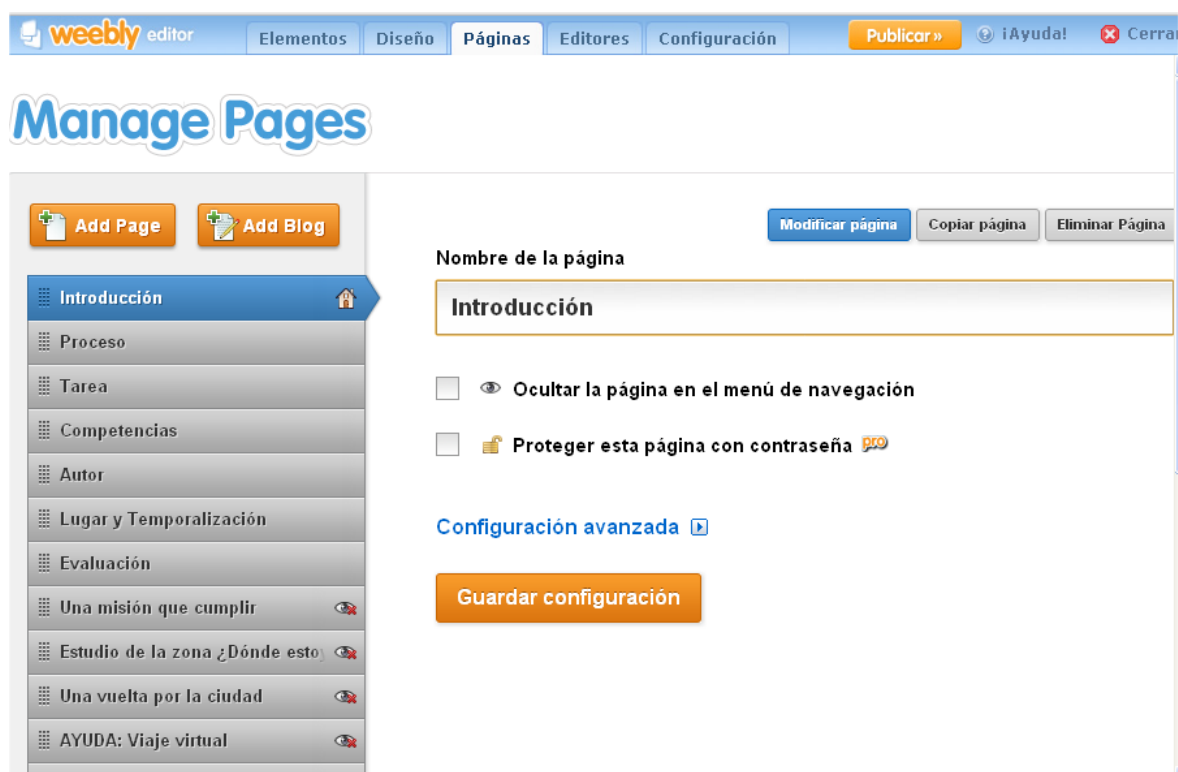 weebly editor
Elementos
Diseño
Páginas
Editores
Configuración
Publicar»
¡Ayuda!
Cerrar
Manage Pages
Add Page
Add Blog
Introducción
Proceso
Tarea
Competencias
Autor
Lugar y Temporalización
Evaluación
Una misión que cumplir
Estudio de la zona ¿Dónde estoy
Una vuelta por la ciudad
AYUDA: Viaje virtual
Modificar página
Copiar página
Eliminar Página
Nombre de la página
Introducción
Ocultar la página en el menú de navegación
Proteger esta página con contraseña pro
Configuración avanzada
Guardar configuración